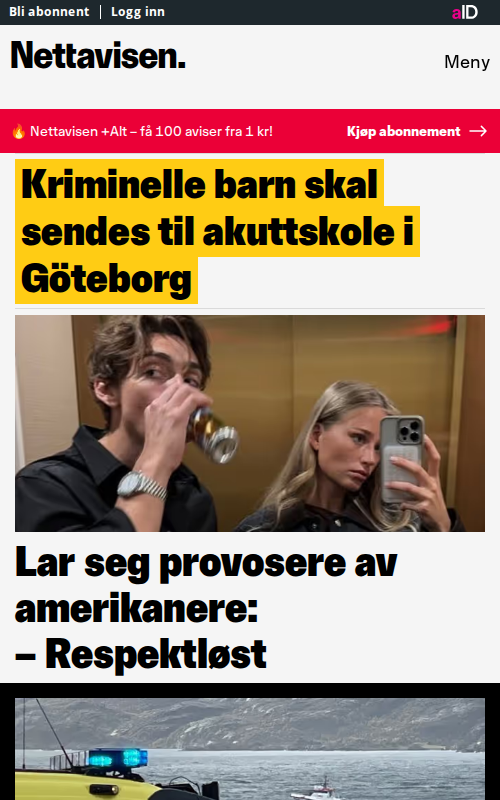 Bli abonnent | Logg inn
aID
Nettavisen.
Meny
🔥 Nettavisen +Alt – få 100 aviser fra 1 kr!
Kjøp abonnement →
Kriminelle barn skal
sendes til akuttskole i
Göteborg
Lar seg provosere av
amerikanere:
– Respektløst